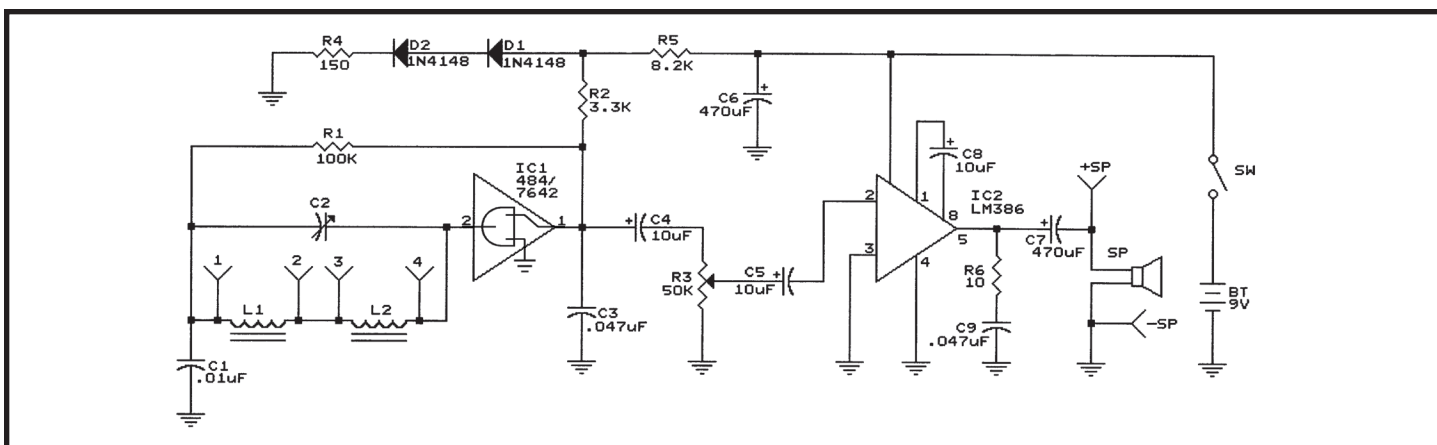 R4
150
D2
1N4148
D1
1N4148
R5
8.2K
R2
3.3K
C6
+
470uF
R1
100K
IC1
484/
7642
C2
2
1
+
C4
10uF
1
2
3
4
L1
L2
C1
.01uF
C3
.047uF
R3
50K
C5
+
10uF
+
C8
10uF
2
1
8
3
5
4
IC2
LM386
+SP
C7
+
470uF
SP
R6
10
C9
.047uF
-SP
SW
BT
9V